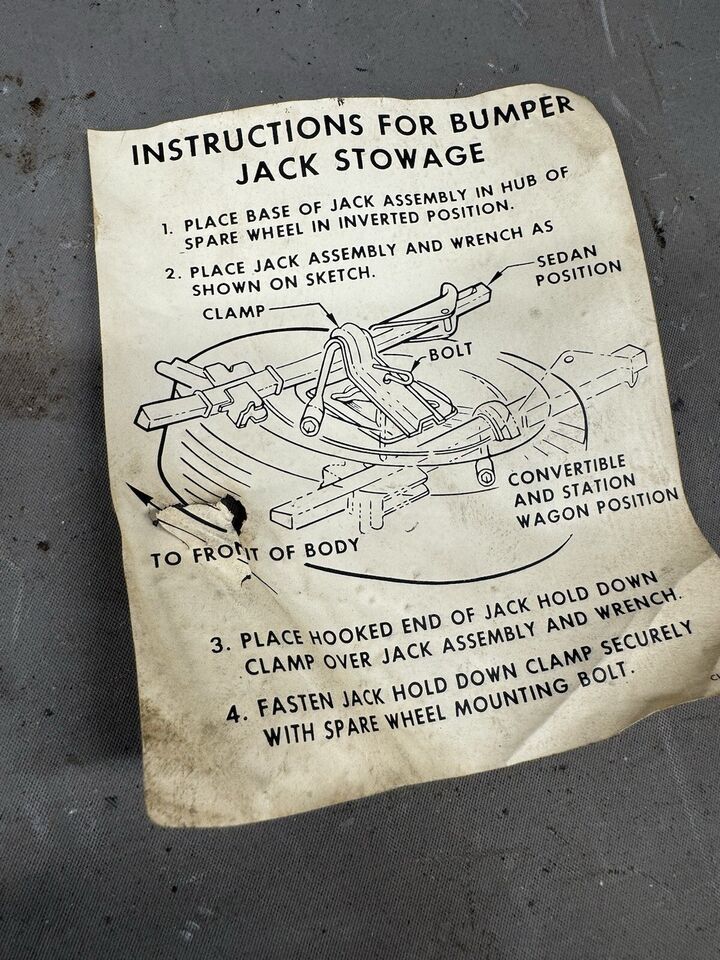 INSTRUCTIONS FOR BUMPER
JACK STOWAGE
1. PLACE BASE OF JACK ASSEMBLY IN HUB OF
SPARE WHEEL IN INVERTED POSITION.
2. PLACE JACK ASSEMBLY AND WRENCH AS
SHOWN ON SKETCH.
SEDAN
POSITION
CLAMP
BOLT
CONVERTIBLE
AND STATION
WAGON POSITION
TO FRONT OF BODY
3. PLACE HOOKED END OF JACK HOLD DOWN
CLAMP OVER JACK ASSEMBLY AND WRENCH.
4. FASTEN JACK HOLD DOWN CLAMP SECURELY
WITH SPARE WHEEL MOUNTING BOLT.